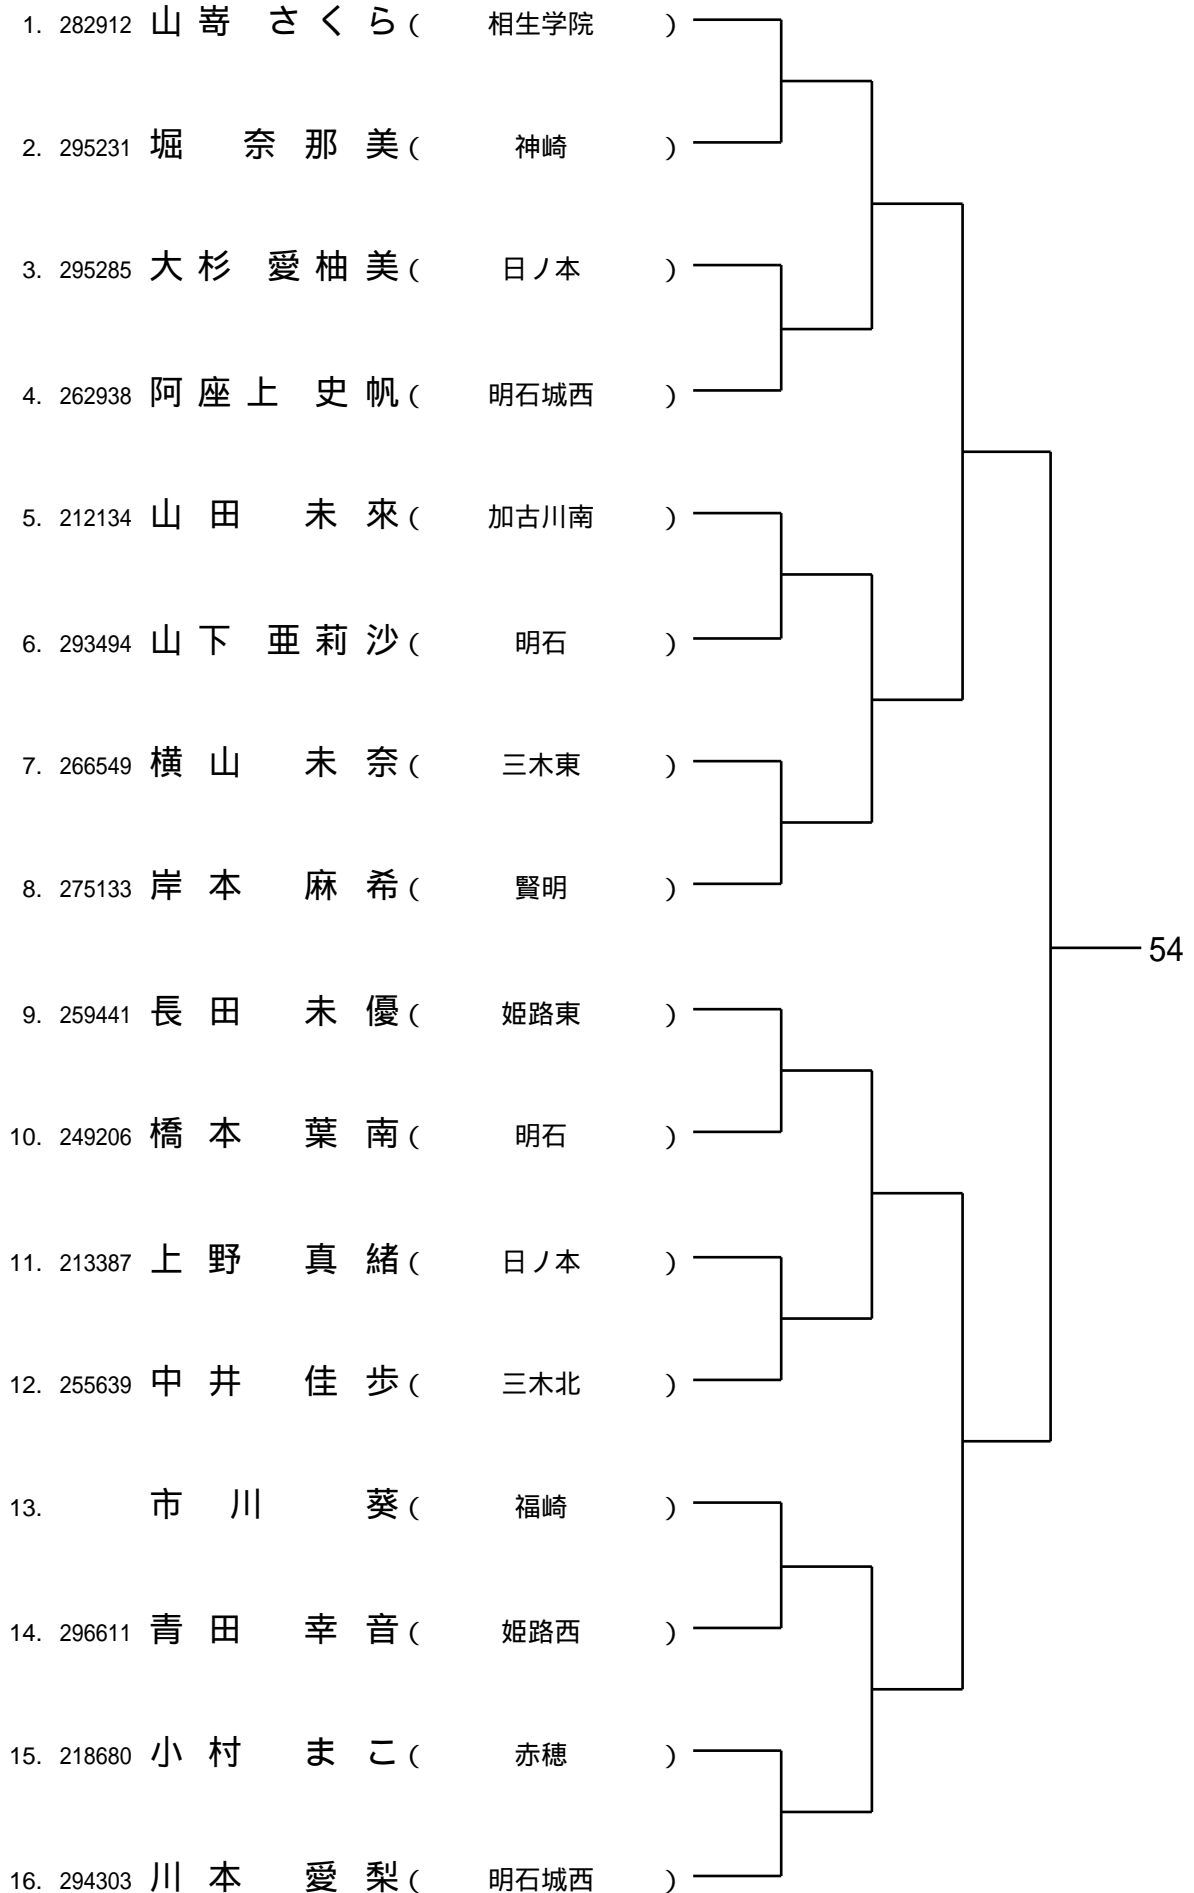 1. 282912 山嵜 さくら( 相生学院 )
2. 295231 堀 奈那美( 神崎 )
3. 295285 大杉 愛柚美( 日ノ本 )
4. 262938 阿座上 史帆( 明石城西 )
5. 212134 山田 未來( 加古川南 )
6. 293494 山下 亜莉沙( 明石 )
7. 266549 横山 未奈( 三木東 )
8. 275133 岸本 麻希( 賢明 )
54
9. 259441 長田 未優( 姫路東 )
10. 249206 橋本 葉南( 明石 )
11. 213387 上野 真緒( 日ノ本 )
12. 255639 中井 佳歩( 三木北 )
13. 市川 葵( 福崎 )
14. 296611 青田 幸音( 姫路西 )
15. 218680 小村 まこ( 赤穂 )
16. 294303 川本 愛梨( 明石城西 )